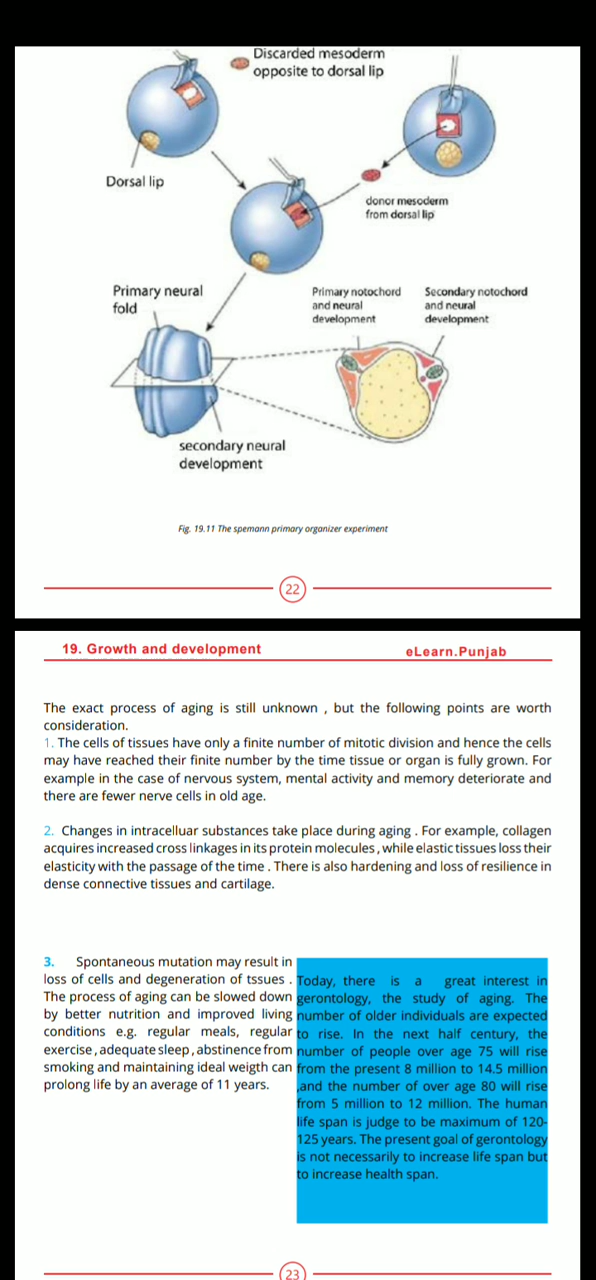 Discarded mesoderm
opposite to dorsal lip
Dorsal lip
donor mesoderm
from dorsal lip
Primary neural
fold
Primary notochord
and neural
development
Secondary notochord
and neural
development
secondary neural
development
Fig. 19.11 The spemann primary organizer experiment
22
19. Growth and development
eLearn.Punjab
The exact process of aging is still unknown , but the following points are worth
consideration.
1. The cells of tissues have only a finite number of mitotic division and hence the cells
may have reached their finite number by the time tissue or organ is fully grown. For
example in the case of nervous system, mental activity and memory deteriorate and
there are fewer nerve cells in old age.
2. Changes in intracelluar substances take place during aging . For example, collagen
acquires increased cross linkages in its protein molecules , while elastic tissues loss their
elasticity with the passage of the time . There is also hardening and loss of resilience in
dense connective tissues and cartilage.
3. Spontaneous mutation may result in
loss of cells and degeneration of tssues .
The process of aging can be slowed down
by better nutrition and improved living
conditions e.g. regular meals, regular
exercise , adequate sleep , abstinence from
smoking and maintaining ideal weigth can
prolong life by an average of 11 years.
Today, there is a great interest in
gerontology, the study of aging. The
number of older individuals are expected
to rise. In the next half century, the
number of people over age 75 will rise
from the present 8 million to 14.5 million
,and the number of over age 80 will rise
from 5 million to 12 million. The human
life span is judge to be maximum of 120-
125 years. The present goal of gerontology
is not necessarily to increase life span but
to increase health span.
23